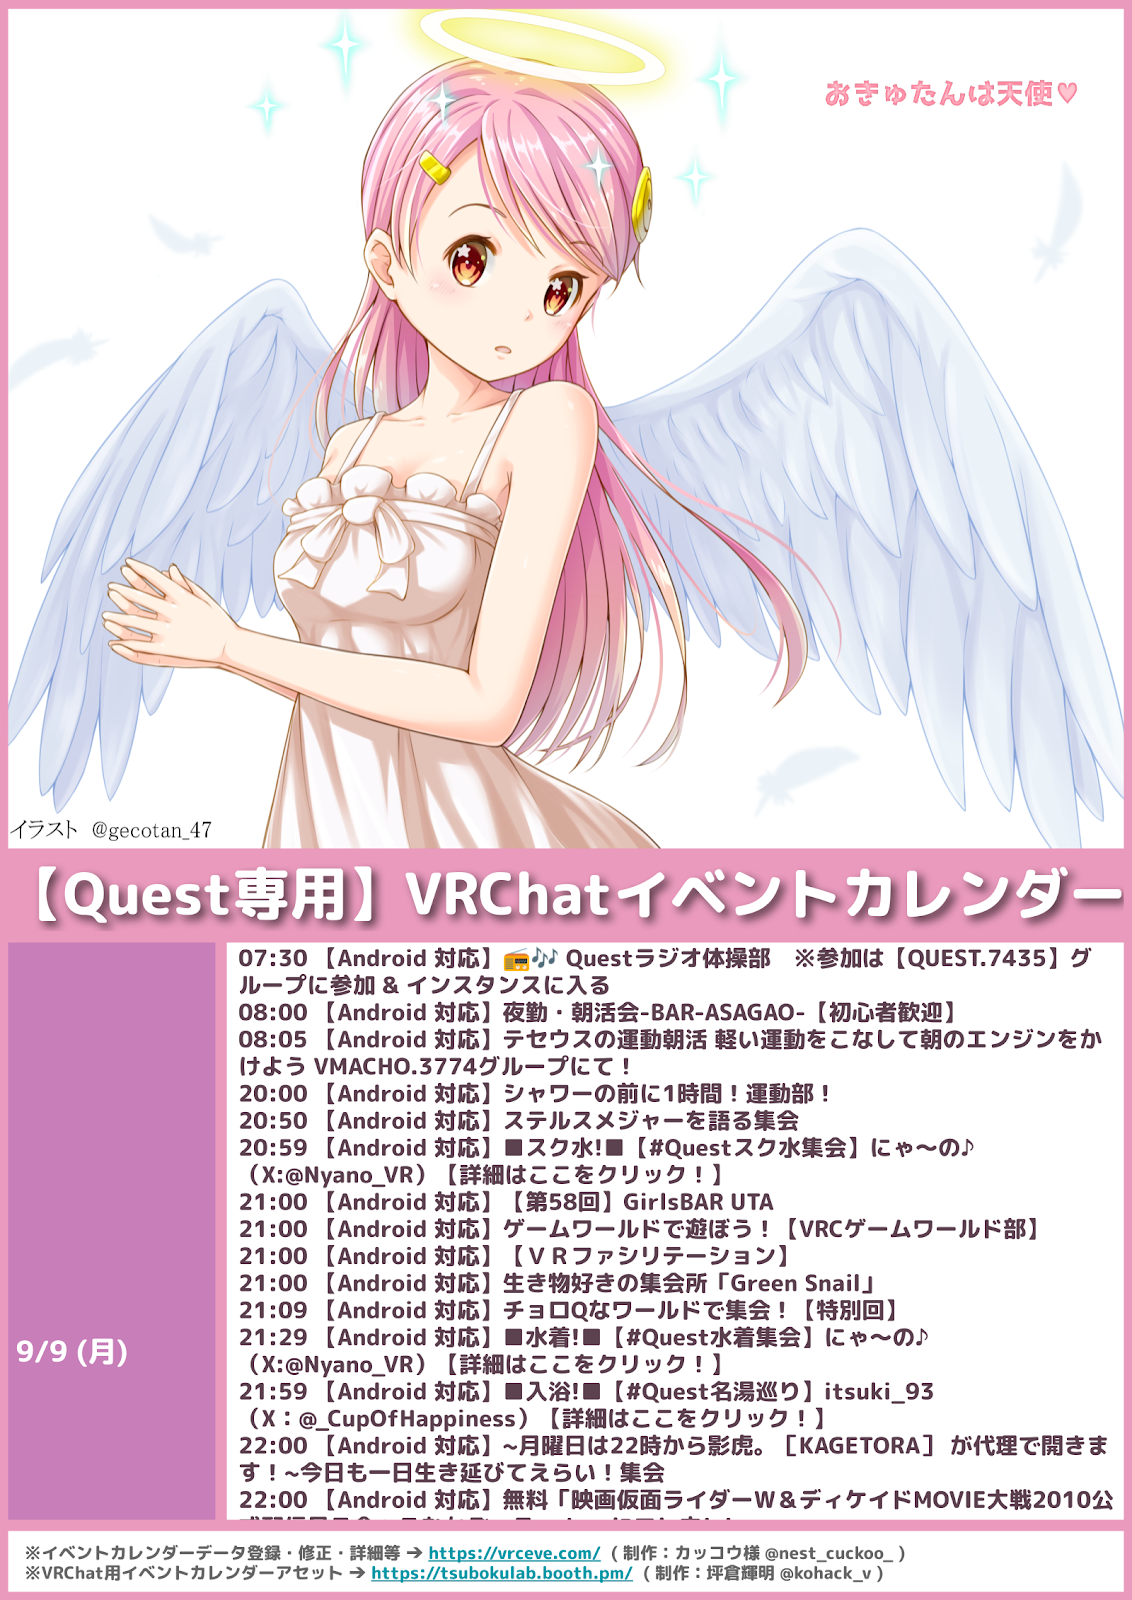 おきゅたんは天使♥
イラスト @gecotan_47
【Quest専用】VRChatイベントカレンダー
9/9 (月)
07:30 【Android 対応】📻🎶 Questラジオ体操部　※参加は【QUEST.7435】グ
ループに参加 & インスタンスに入る
08:00 【Android 対応】夜勤・朝活会-BAR-ASAGAO-【初心者歓迎】
08:05 【Android 対応】テセウスの運動朝活 軽い運動をこなして朝のエンジンをか
けよう VMACHO.3774グループにて！
20:00 【Android 対応】シャワーの前に1時間！運動部！
20:50 【Android 対応】ステルスメジャーを語る集会
20:59 【Android 対応】■スク水!■【#Questスク水集会】にゃ～の♪
（X:@Nyano_VR）【詳細はここをクリック！】
21:00 【Android 対応】【第58回】GirlsBAR UTA
21:00 【Android 対応】ゲームワールドで遊ぼう！【VRCゲームワールド部】
21:00 【Android 対応】【ＶＲファシリテーション】
21:00 【Android 対応】生き物好きの集会所「Green Snail」
21:09 【Android 対応】チョロQなワールドで集会！【特別回】
21:29 【Android 対応】■水着!■【#Quest水着集会】にゃ～の♪
（X:@Nyano_VR）【詳細はここをクリック！】
21:59 【Android 対応】■入浴!■【#Quest名湯巡り】itsuki_93
（X：@_CupOfHappiness）【詳細はここをクリック！】
22:00 【Android 対応】~月曜日は22時から影虎。［KAGETORA］ が代理で開きま
す！~今日も一日生き延びてえらい！集会
22:00 【Android 対応】無料「映画仮面ライダーW＆ディケイドMOVIE大戦2010公
※イベントカレンダーデータ登録・修正・詳細等 ➔ https://vrceve.com/ ( 制作：カッコウ様 @nest_cuckoo_ )
※VRChat用イベントカレンダーアセット ➔ https://tsubokulab.booth.pm/ ( 制作：坪倉輝明 @kohack_v )